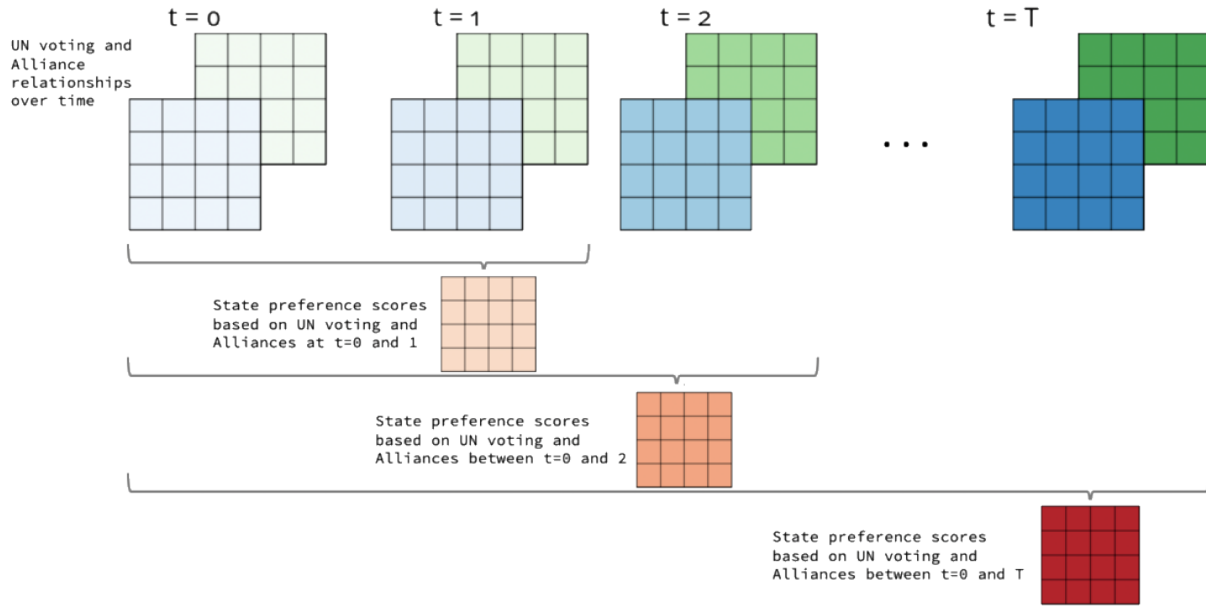 t = 0
t = 1
t = 2
t = T
UN voting and
Alliance
relationships
over time
...
State preference scores
based on UN voting and
Alliances at t=0 and 1
State preference scores
based on UN voting and
Alliances between t=0 and 2
State preference scores
based on UN voting and
Alliances between t=0 and T